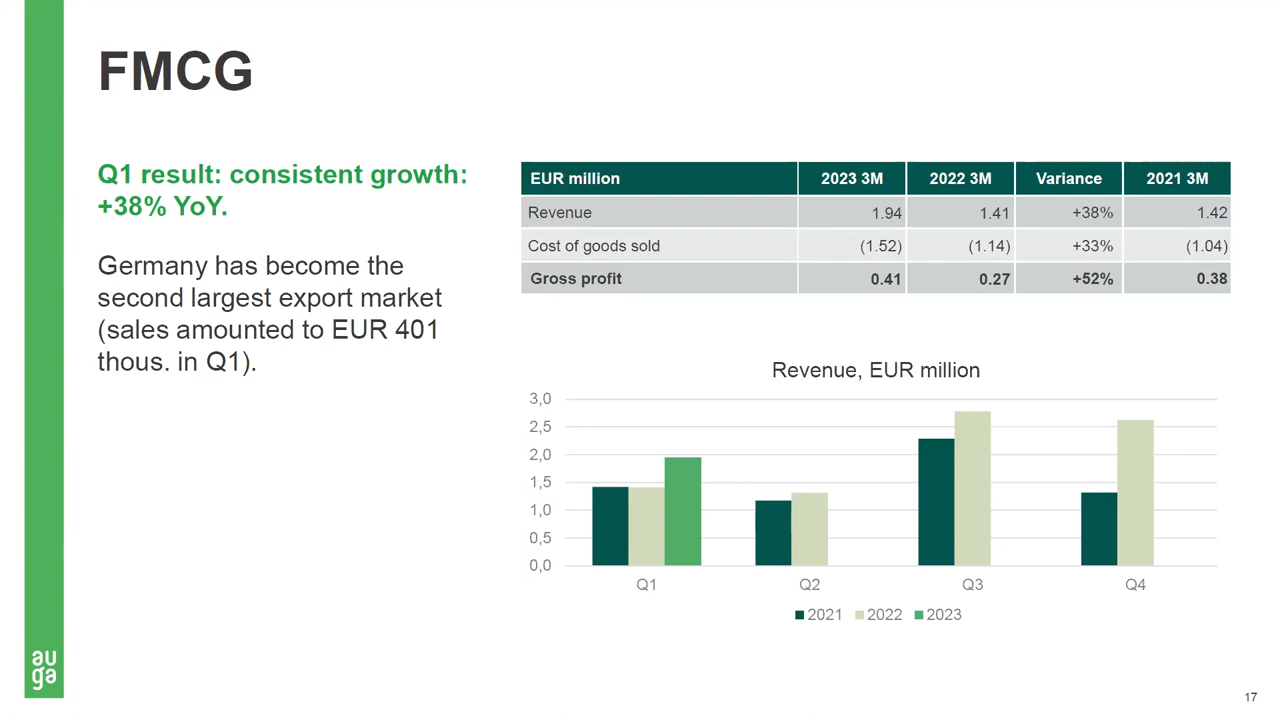 FMCG
Q1 result: consistent growth:
+38% YoY.
Germany has become the
second largest export market
(sales amounted to EUR 401
thous. in Q1).
EUR million 2023 3M 2022 3M Variance 2021 3M
Revenue 1.94 1.41 +38% 1.42
Cost of goods sold (1.52) (1.14) +33% (1.04)
Gross profit 0.41 0.27 +52% 0.38
Revenue, EUR million
3,0
2,5
2,0
1,5
1,0
0,5
0,0
Q1 Q2 Q3 Q4
2021 2022 2023
au
ga
17